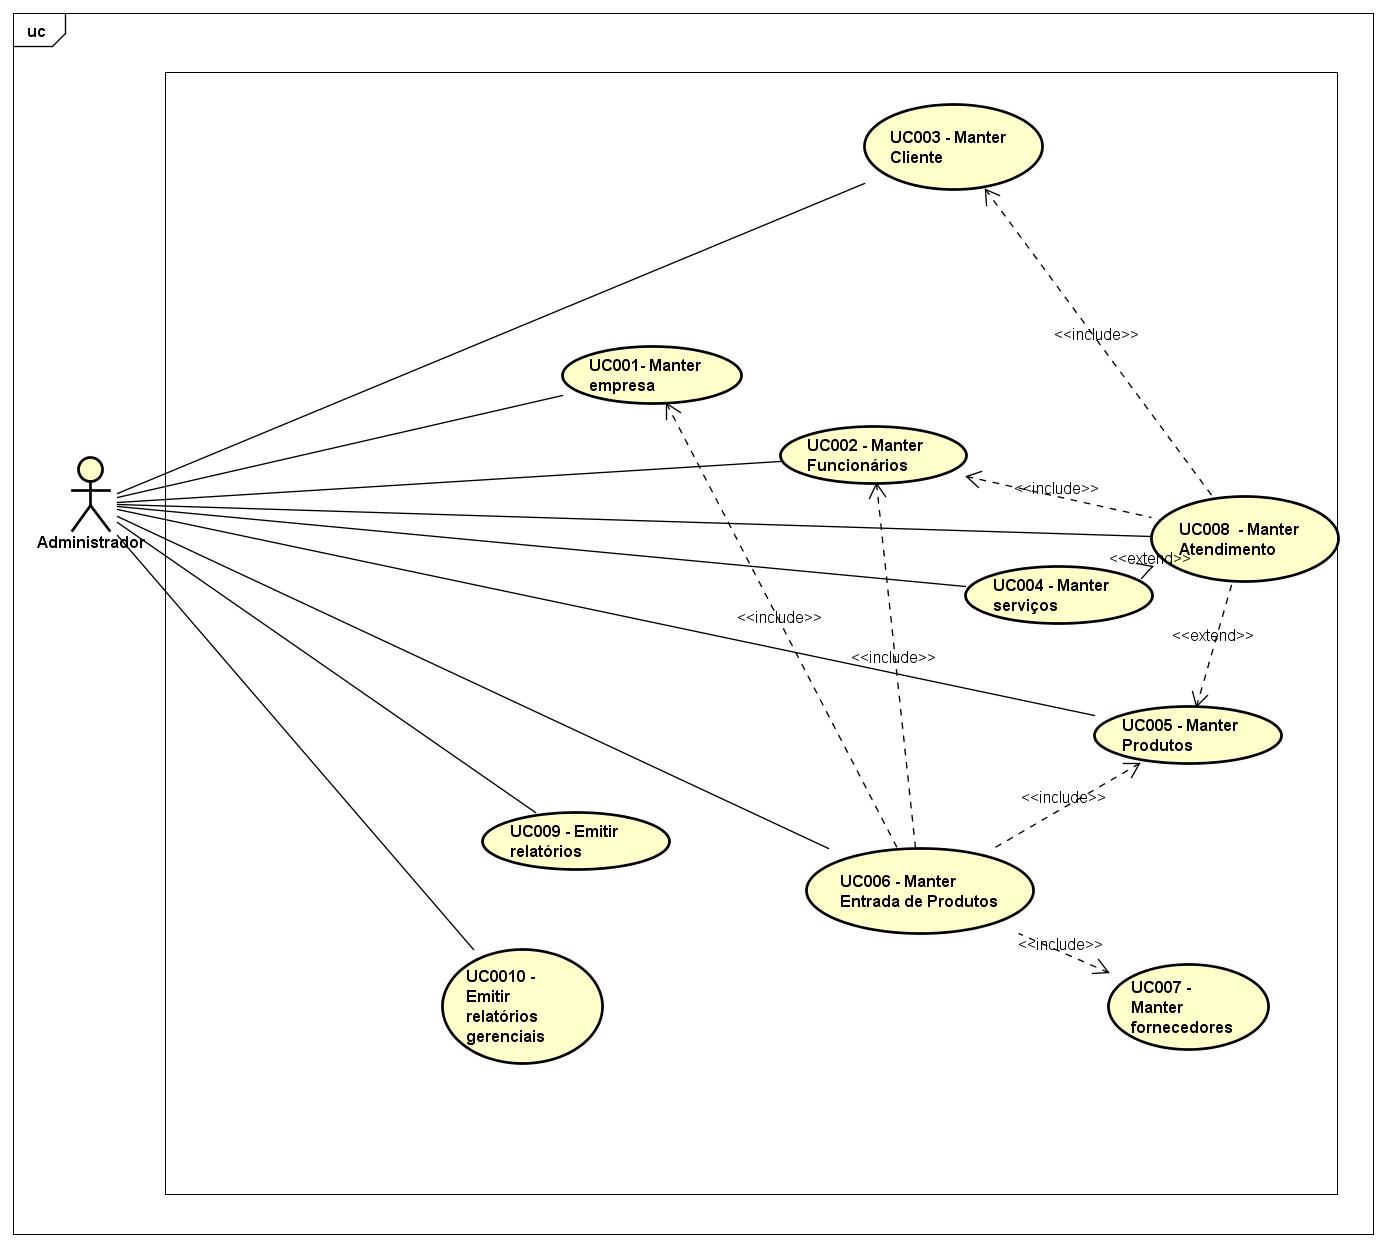 uc
UC003 - Manter
Cliente
<<include>>
UC001- Manter
empresa
UC002 - Manter
Funcionários
<<include>>
UC008  - Manter
Atendimento
Administrador
<<extend>>
UC004 - Manter
serviços
<<include>>
<<extend>>
<<include>>
UC005 - Manter
Produtos
<<include>>
UC009 - Emitir
relatórios
UC006 - Manter
Entrada de Produtos
<<include>>
UC0010 -
Emitir
relatórios
gerenciais
UC007 -
Manter
fornecedores